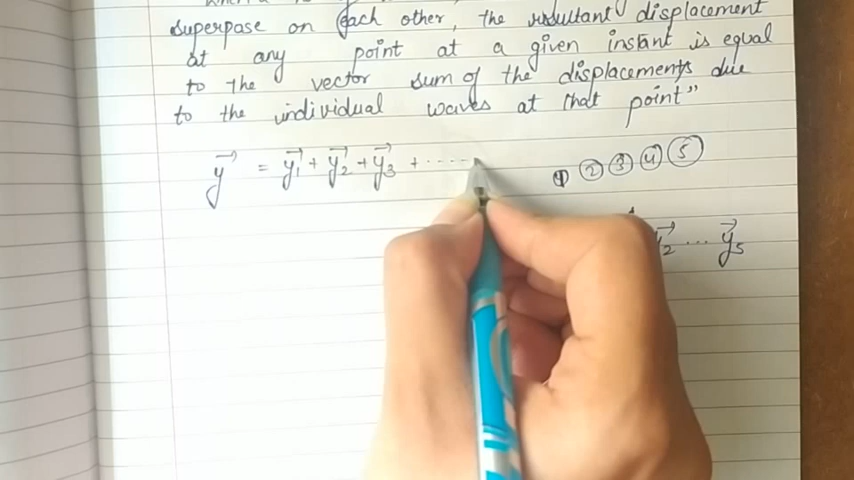 superpose on each other, the resultant displacement
at any point at a given instant is equal
to the vector sum of the displacements due
to the individual waves at that point"
y⃗ = y⃗₁ + y⃗₂ + y⃗₃ + ..... ① ② ③ ④ ⑤
y⃗₂ ... y⃗₅